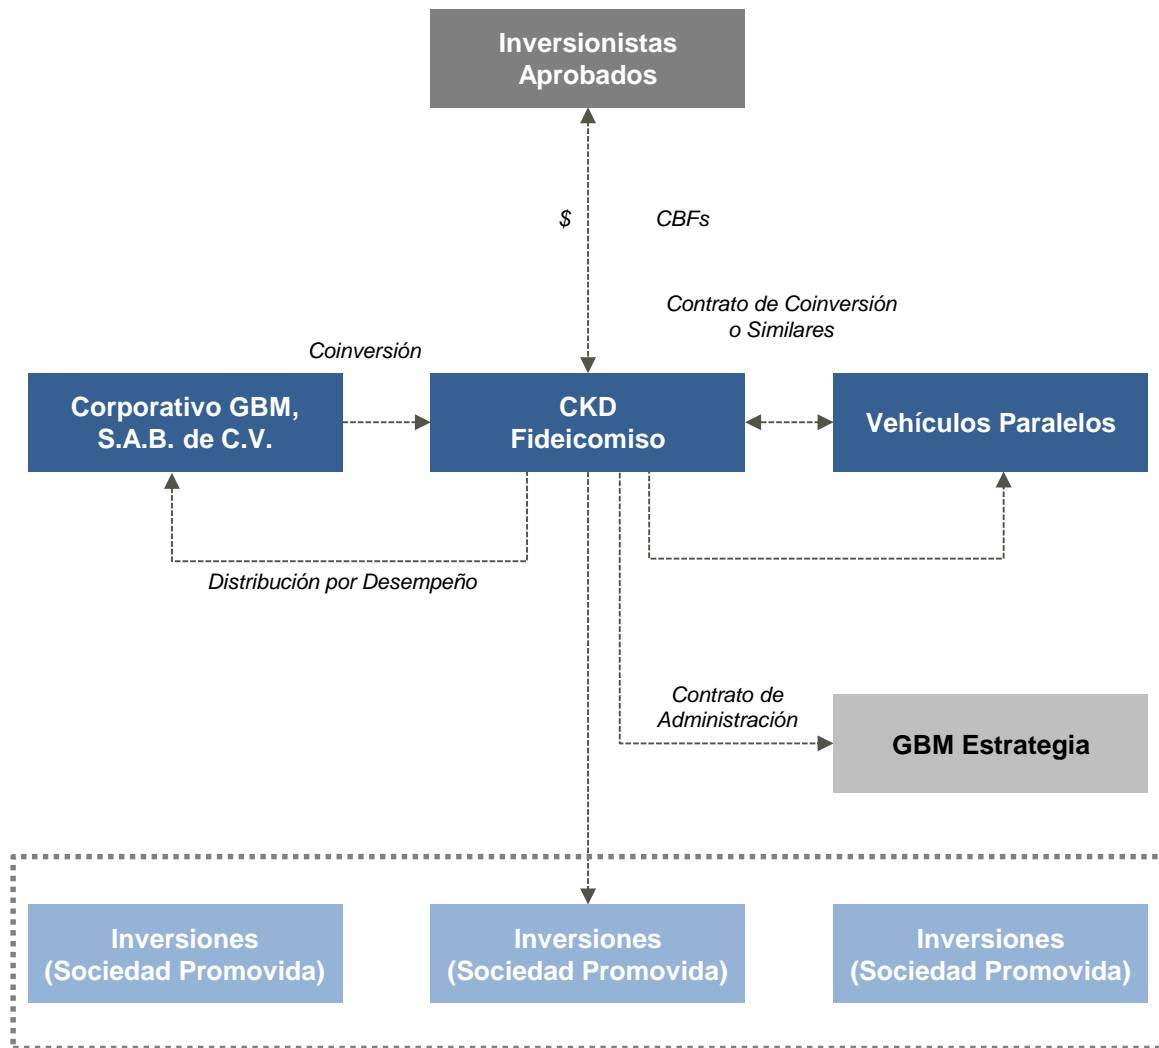 Inversionistas
Aprobados
$
CBFs
Contrato de Coinversión
o Similares
Coinversión
Corporativo GBM,
S.A.B. de C.V.
CKD
Fideicomiso
Vehículos Paralelos
Distribución por Desempeño
Contrato de
Administración
GBM Estrategia
Inversiones
(Sociedad Promovida)
Inversiones
(Sociedad Promovida)
Inversiones
(Sociedad Promovida)